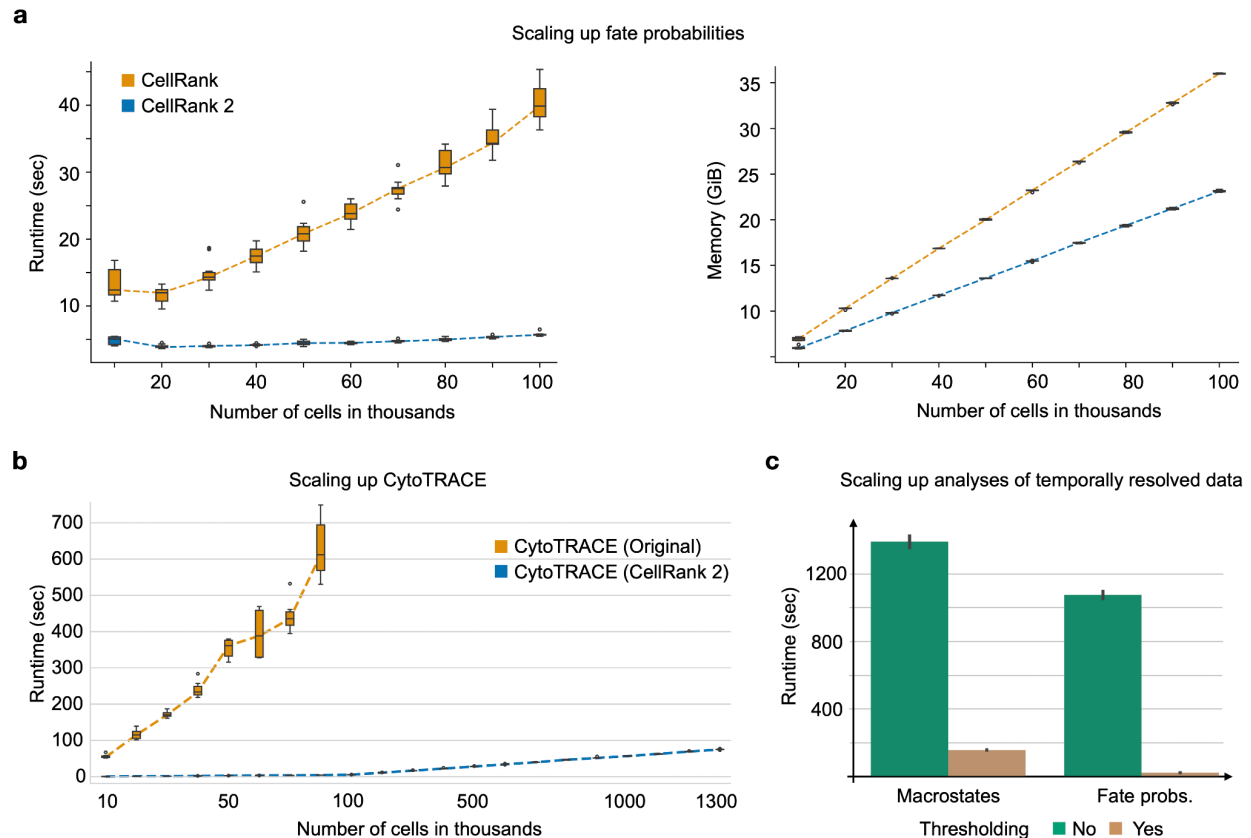 a
Scaling up fate probabilities
CellRank
CellRank 2
Runtime (sec)
40
30
20
10
20
40
60
80
100
Number of cells in thousands
Memory (GiB)
35
30
25
20
15
10
20
40
60
80
100
Number of cells in thousands
b
Scaling up CytoTRACE
CytoTRACE (Original)
CytoTRACE (CellRank 2)
Runtime (sec)
700
600
500
400
300
200
100
0
10
50
100
500
1000
1300
Number of cells in thousands
c
Scaling up analyses of temporally resolved data
Runtime (sec)
1200
800
400
Macrostates
Fate probs.
Thresholding
No
Yes